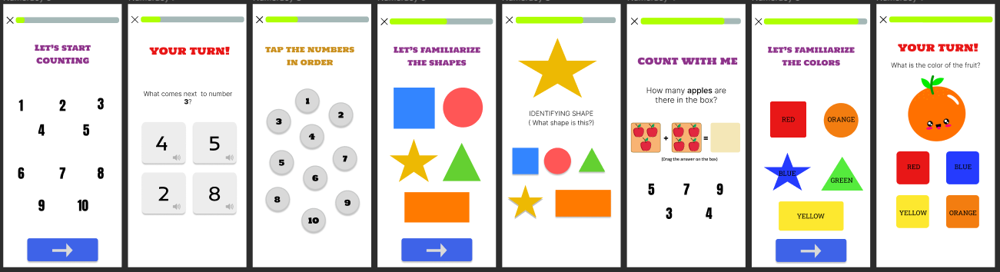 LET'S START
COUNTING
1 2 3
4 5
6 7 8
9 10
YOUR TURN!
What comes next to number
3?
4 5
2 8
TAP THE NUMBERS
IN ORDER
1
2
3
4
5
7
6
8
9
10
LET'S FAMILIARIZE
THE SHAPES
IDENTIFYING SHAPE
( What shape is this?)
COUNT WITH ME
How many apples are
there in the box?
+ =
(Drag the answer on the box)
5 7 9
3 4
LET'S FAMILIARIZE
THE COLORS
RED ORANGE
BLUE GREEN
YELLOW
YOUR TURN!
What is the color of the fruit?
RED BLUE
YELLOW ORANGE